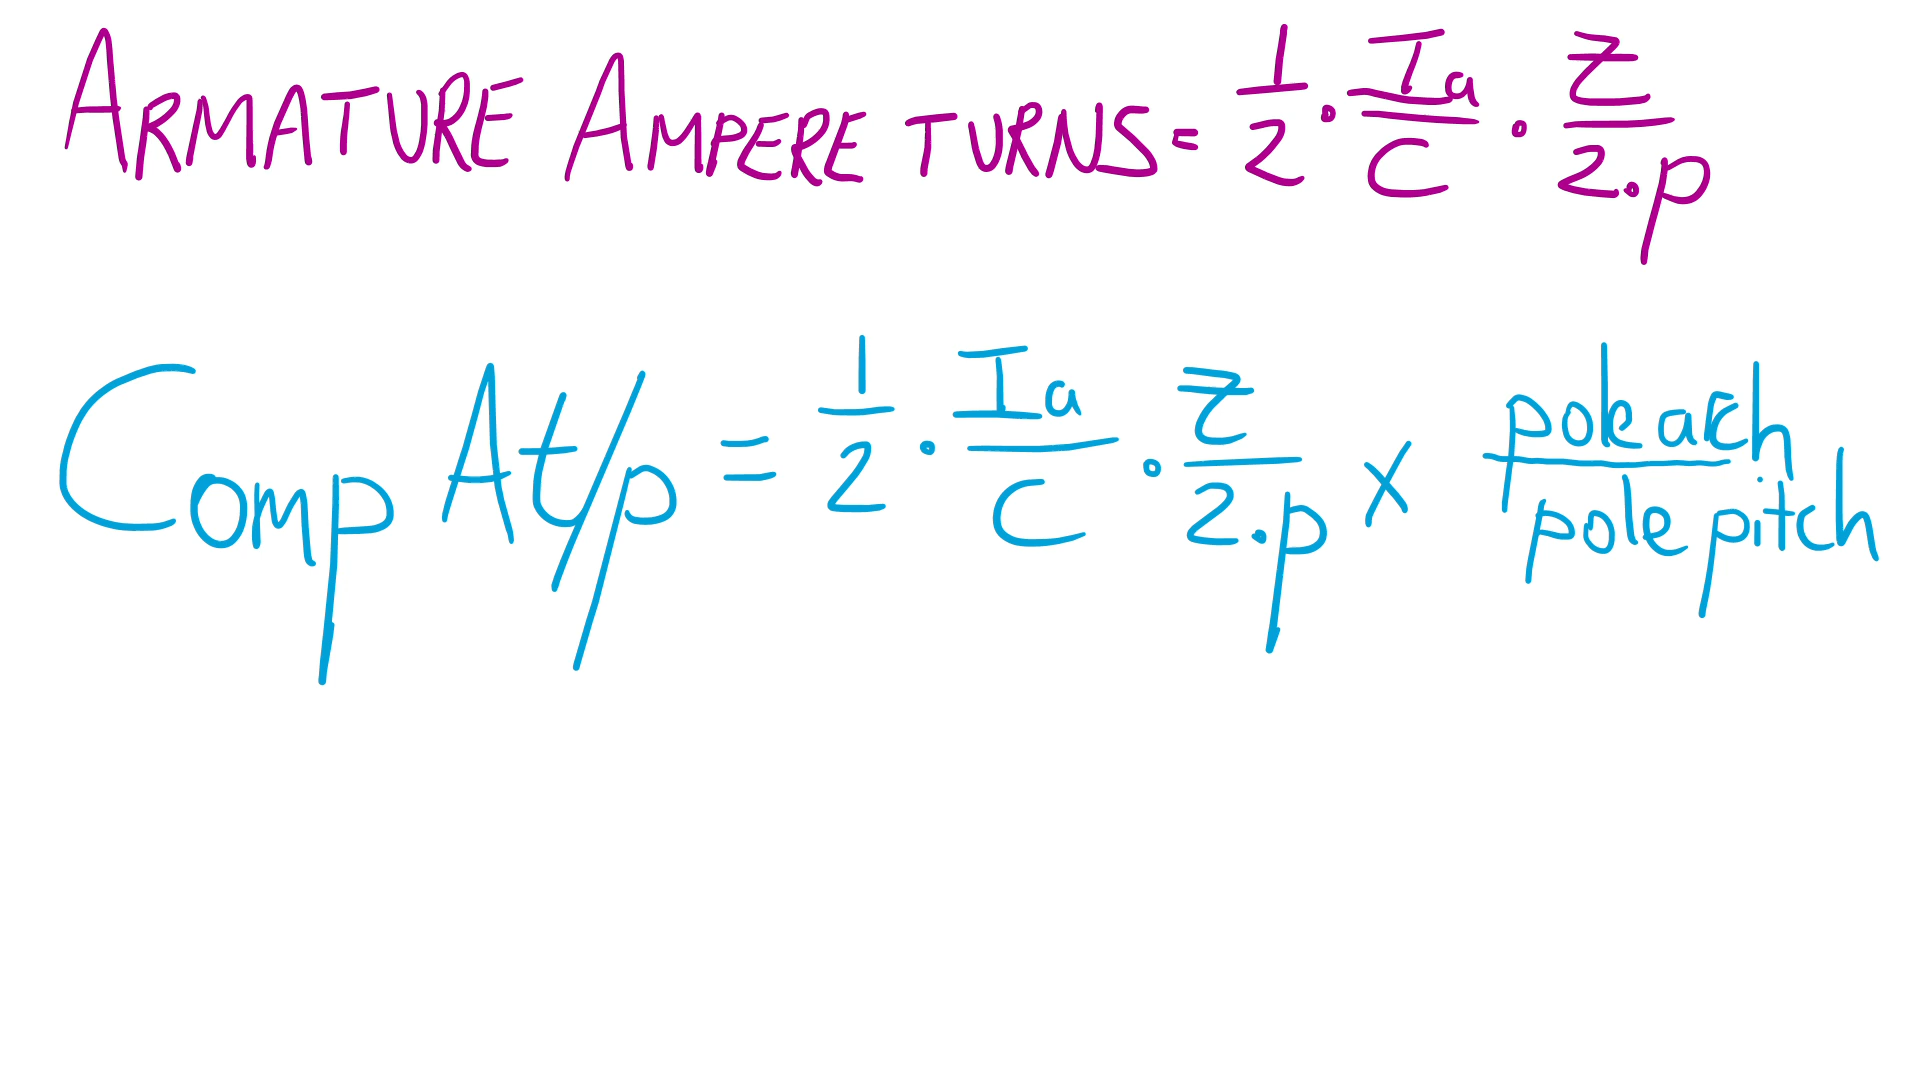 ARMATURE AMPERE TURNS = 1/2 · Ia/C · Z/2.p
Comp At/p = 1/2 · Ia/C · Z/2.p x pole arch/pole pitch